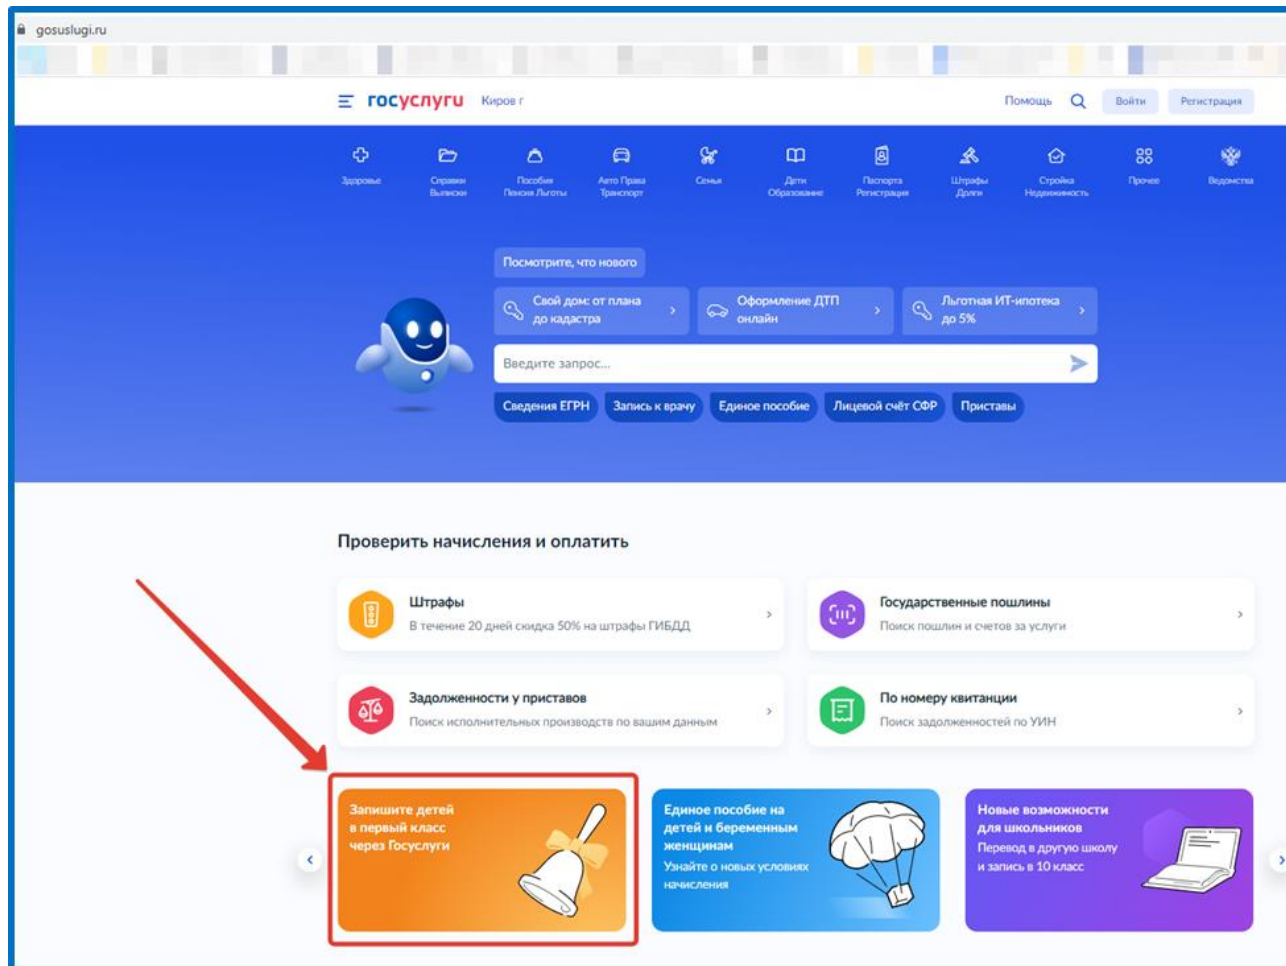 gosuslugi.ru
госуслуги Киров г Помощь Войти Регистрация
Здоровье
Справки
Выписки
Пособия
Пенсия Льготы
Авто Права
Транспорт
Семья
Дети
Образование
Паспорта
Регистрация
Штрафы
Долги
Стройка
Недвижимость
Прочее
Ведомства
Посмотрите, что нового
Свой дом: от плана
до кадастра
Оформление ДТП
онлайн
Льготная ИТ-ипотека
до 5%
Введите запрос...
Сведения ЕГРН Запись к врачу Единое пособие Лицевой счёт СФР Приставы
Проверить начисления и оплатить
Штрафы
В течение 20 дней скидка 50% на штрафы ГИБДД
Государственные пошлины
Поиск пошлин и счетов за услуги
Задолженности у приставов
Поиск исполнительных производств по вашим данным
По номеру квитанции
Поиск задолженностей по УИН
Запишите детей
в первый класс
через Госуслуги
Единое пособие на
детей и беременным
женщинам
Узнайте о новых условиях
начисления
Новые возможности
для школьников
Перевод в другую школу
и запись в 10 класс